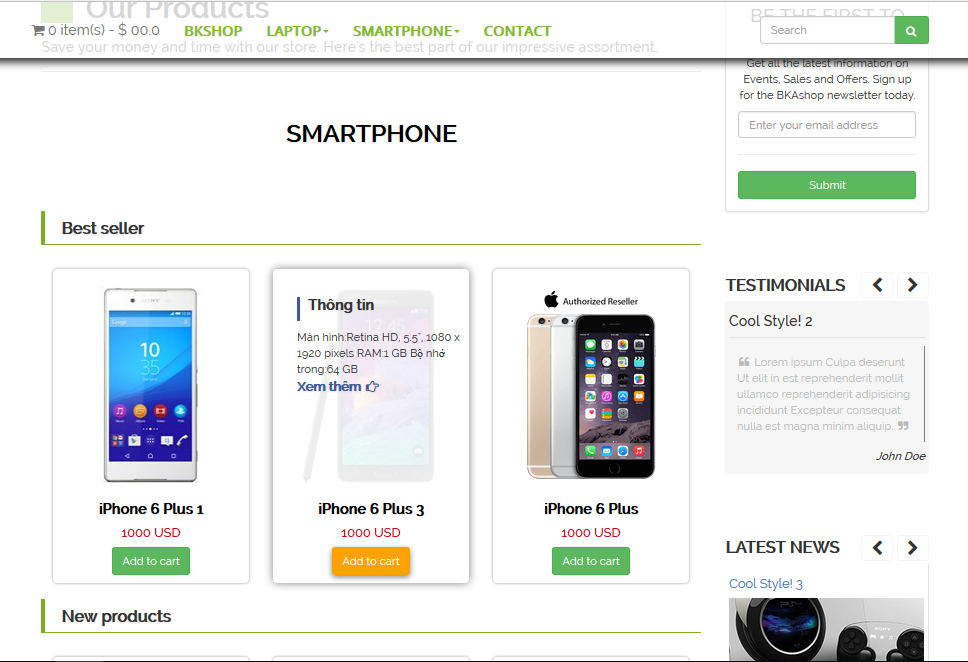 Our Products
BE THE FIRST TO
0 item(s) - $ 00.0
BKSHOP
LAPTOP
SMARTPHONE
CONTACT
Search
Save your money and time with our store. Here's the best part of our impressive assortment.
Get all the latest information on
Events, Sales and Offers. Sign up
for the BKAshop newsletter today.
Enter your email address
Submit
SMARTPHONE
Best seller
SONY
10
35
iPhone 6 Plus 1
1000 USD
Add to cart
Thông tin
Màn hình:Retina HD, 5.5", 1080 x
1920 pixels RAM:1 GB Bộ nhớ
trong:64 GB
Xem thêm
iPhone 6 Plus 3
1000 USD
Add to cart
Authorized Reseller
iPhone 6 Plus
1000 USD
Add to cart
New products
TESTIMONIALS
Cool Style! 2
Lorem ipsum Culpa deserunt
Ut elit in est reprehenderit mollit
ullamco reprehenderit adipisicing
incididunt Excepteur consequat
nulla est magna minim aliquip.
John Doe
LATEST NEWS
Cool Style! 3
SONY